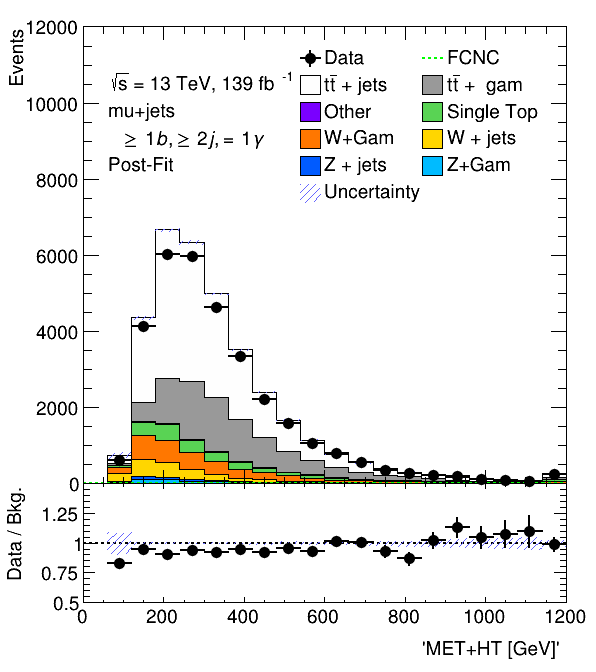 Events
12000
10000
8000
6000
4000
2000
0
√s = 13 TeV, 139 fb⁻¹
mu+jets
≥ 1b, ≥ 2j, = 1γ
Post-Fit
Data
FCNC
tt̄ + jets
tt̄ + gam
Other
Single Top
W+Gam
W + jets
Z + jets
Z+Gam
Uncertainty
Data / Bkg.
1.25
1
0.75
0.5
0 200 400 600 800 1000 1200
'MET+HT [GeV]'